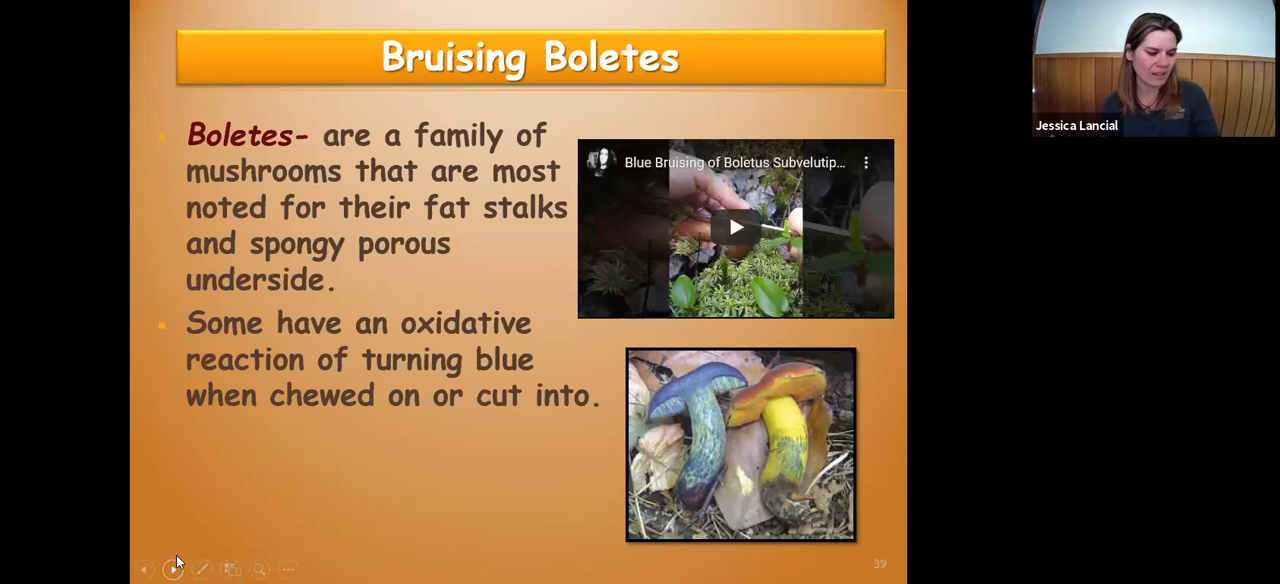 Bruising Boletes
Boletes- are a family of
mushrooms that are most
noted for their fat stalks
and spongy porous
underside.
Some have an oxidative
reaction of turning blue
when chewed on or cut into.
Blue Bruising of Boletus Subvelutip...
39
Jessica Lancial